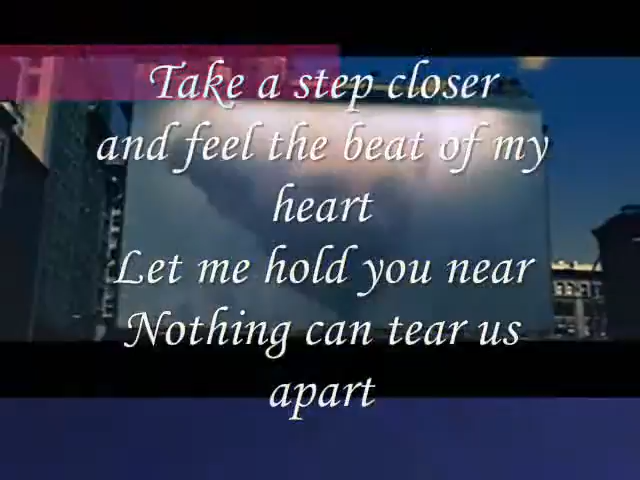 Take a step closer
and feel the beat of my
heart
Let me hold you near
Nothing can tear us
apart